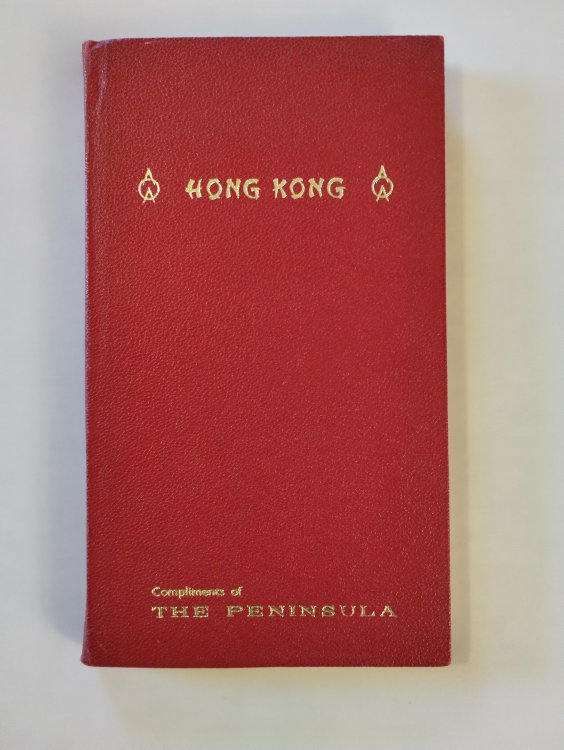 HONG KONG
Compliments of
THE PENINSULA